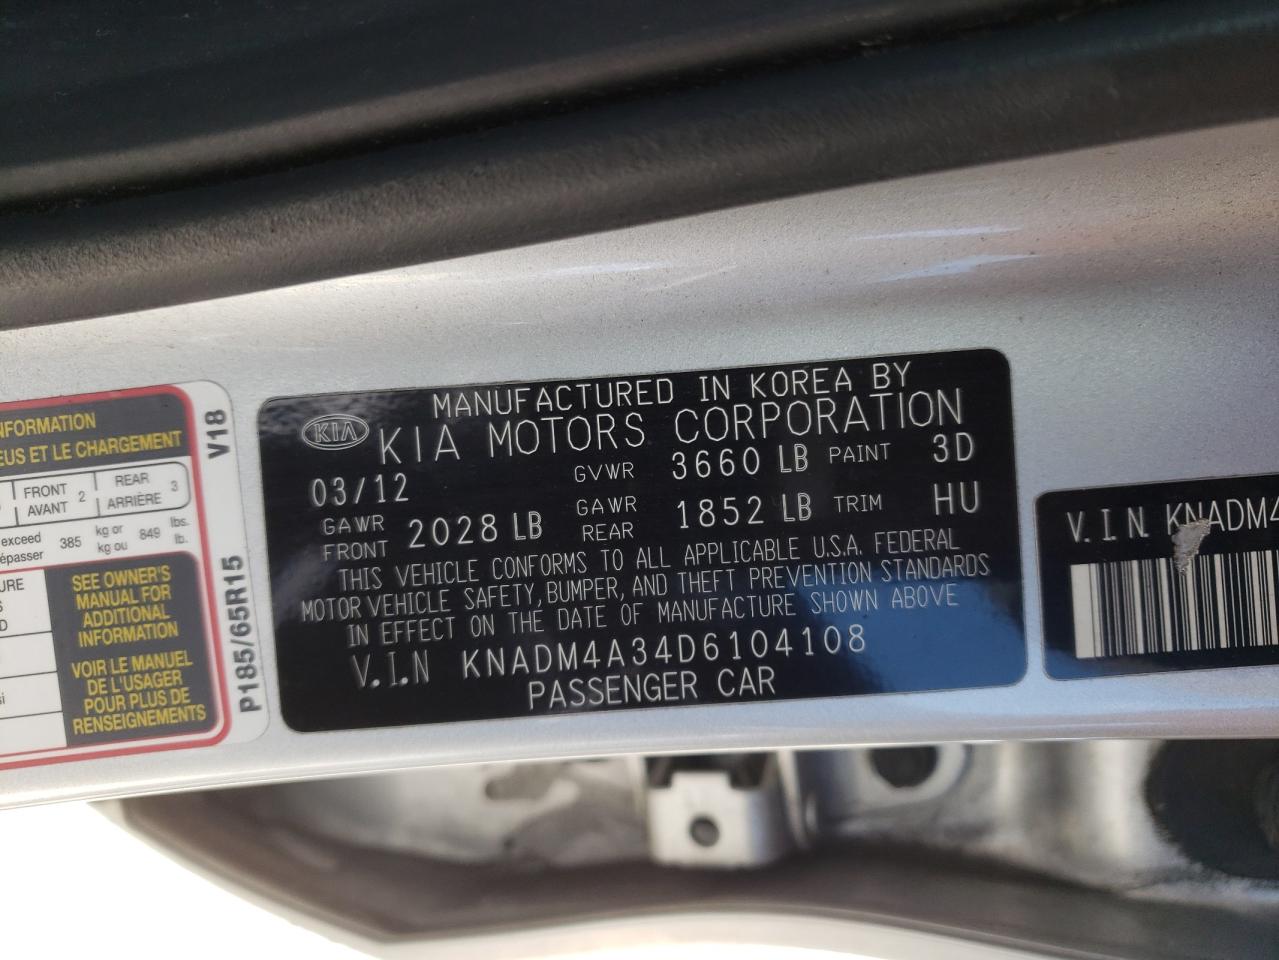 NFORMATION
EUS ET LE CHARGEMENT
FRONT
AVANT 2
REAR
ARRIÈRE 3
exceed
dépasser 385 kg or
kg ou 849 lbs.
lb.
SEE OWNER'S
MANUAL FOR
ADDITIONAL
INFORMATION
VOIR LE MANUEL
DE L'USAGER
POUR PLUS DE
RENSEIGNEMENTS
P185/65R15 V18
MANUFACTURED IN KOREA BY
KIA KIA MOTORS CORPORATION
03/12 GVWR 3660 LB PAINT 3D
GAWR
FRONT 2028 LB GAWR
REAR 1852 LB TRIM HU
THIS VEHICLE CONFORMS TO ALL APPLICABLE U.S.A. FEDERAL
MOTOR VEHICLE SAFETY, BUMPER, AND THEFT PREVENTION STANDARDS
IN EFFECT ON THE DATE OF MANUFACTURE SHOWN ABOVE
V.I.N KNADM4A34D6104108
PASSENGER CAR
V.I.N. KNADM4